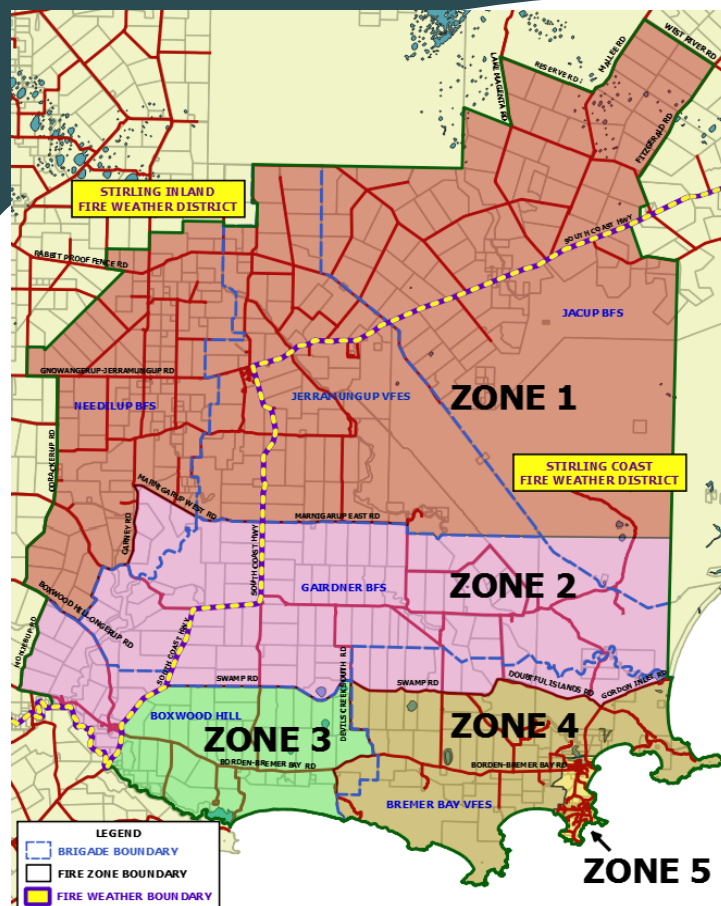 WEST RIVER RD
MALLEE RD
RESERVE RD
LAKE MAGENTA RD
FITZGERALD RD
STIRLING INLAND
FIRE WEATHER DISTRICT
SOUTH COAST HWY
RABBIT PROOF FENCE RD
JACUP BFS
GNOWANGERUP-JERRAMUNGUP RD
JERRAMUNGUP VFES
ZONE 1
NEEDILUP BFS
CORACKERUP RD
STIRLING COAST
FIRE WEATHER DISTRICT
MARNIGARUP WEST RD
MARNIGARUP EAST RD
CARNEY RD
SOUTH COAST HWY
GAIRDNER BFS
ZONE 2
BOXWOOD HILL-ONGERUP RD
MONJEBUP RD
SOUTH COAST HWY
SWAMP RD
DEVILS CREEK SOUTH RD
SWAMP RD
DOUBTFUL ISLANDS RD
GORDON INLET RD
BOXWOOD HILL
ZONE 3
ZONE 4
BORDEN-BREMER BAY RD
BORDEN-BREMER BAY RD
BREMER BAY VFES
ZONE 5
LEGEND
BRIGADE BOUNDARY
FIRE ZONE BOUNDARY
FIRE WEATHER BOUNDARY